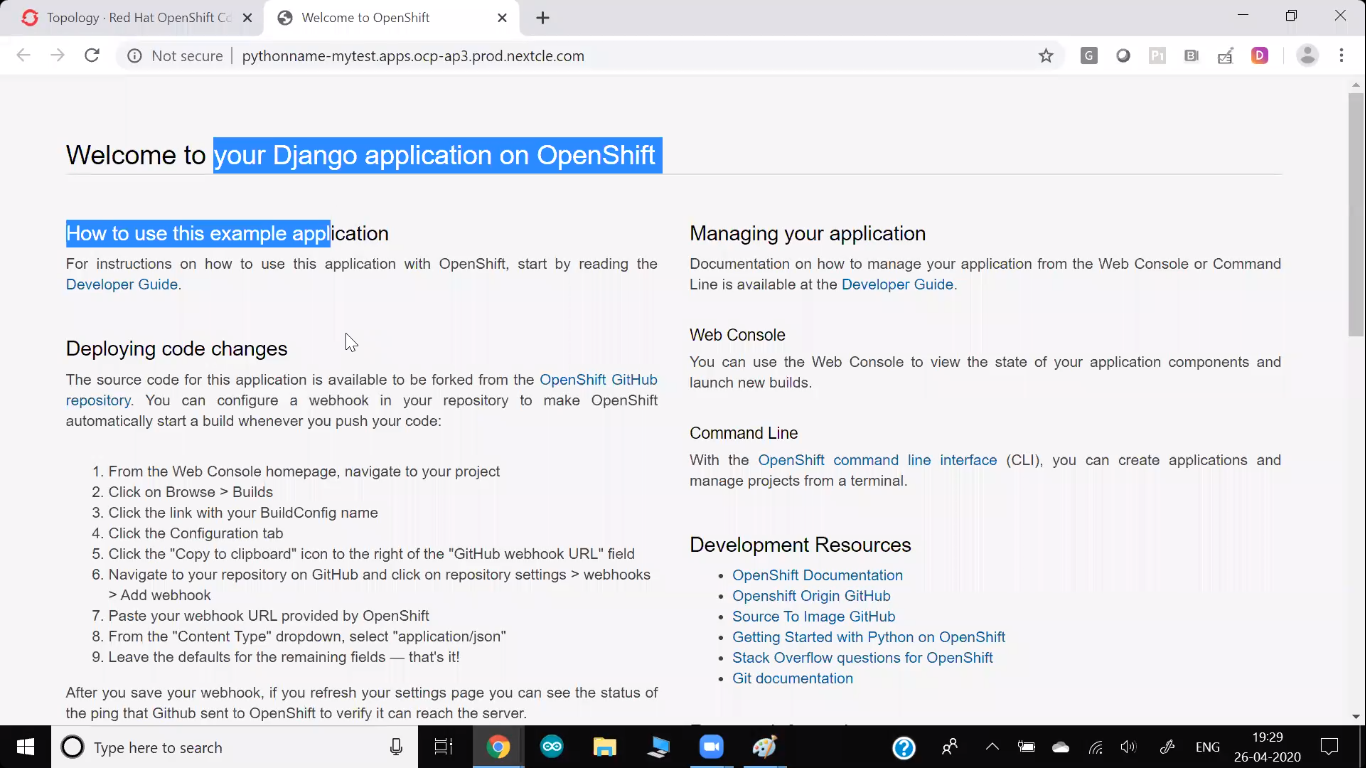 Topology · Red Hat OpenShift Co
Welcome to OpenShift
Not secure
pythonname-mytest.apps.ocp-ap3.prod.nextcle.com
Welcome to your Django application on OpenShift
How to use this example application
For instructions on how to use this application with OpenShift, start by reading the
Developer Guide.
Deploying code changes
The source code for this application is available to be forked from the OpenShift GitHub
repository. You can configure a webhook in your repository to make OpenShift
automatically start a build whenever you push your code:
1. From the Web Console homepage, navigate to your project
2. Click on Browse > Builds
3. Click the link with your BuildConfig name
4. Click the Configuration tab
5. Click the "Copy to clipboard" icon to the right of the "GitHub webhook URL" field
6. Navigate to your repository on GitHub and click on repository settings > webhooks
> Add webhook
7. Paste your webhook URL provided by OpenShift
8. From the "Content Type" dropdown, select "application/json"
9. Leave the defaults for the remaining fields — that's it!
After you save your webhook, if you refresh your settings page you can see the status of
the ping that Github sent to OpenShift to verify it can reach the server.
Managing your application
Documentation on how to manage your application from the Web Console or Command
Line is available at the Developer Guide.
Web Console
You can use the Web Console to view the state of your application components and
launch new builds.
Command Line
With the OpenShift command line interface (CLI), you can create applications and
manage projects from a terminal.
Development Resources
• OpenShift Documentation
• Openshift Origin GitHub
• Source To Image GitHub
• Getting Started with Python on OpenShift
• Stack Overflow questions for OpenShift
• Git documentation
Type here to search
ENG
19:29
26-04-2020